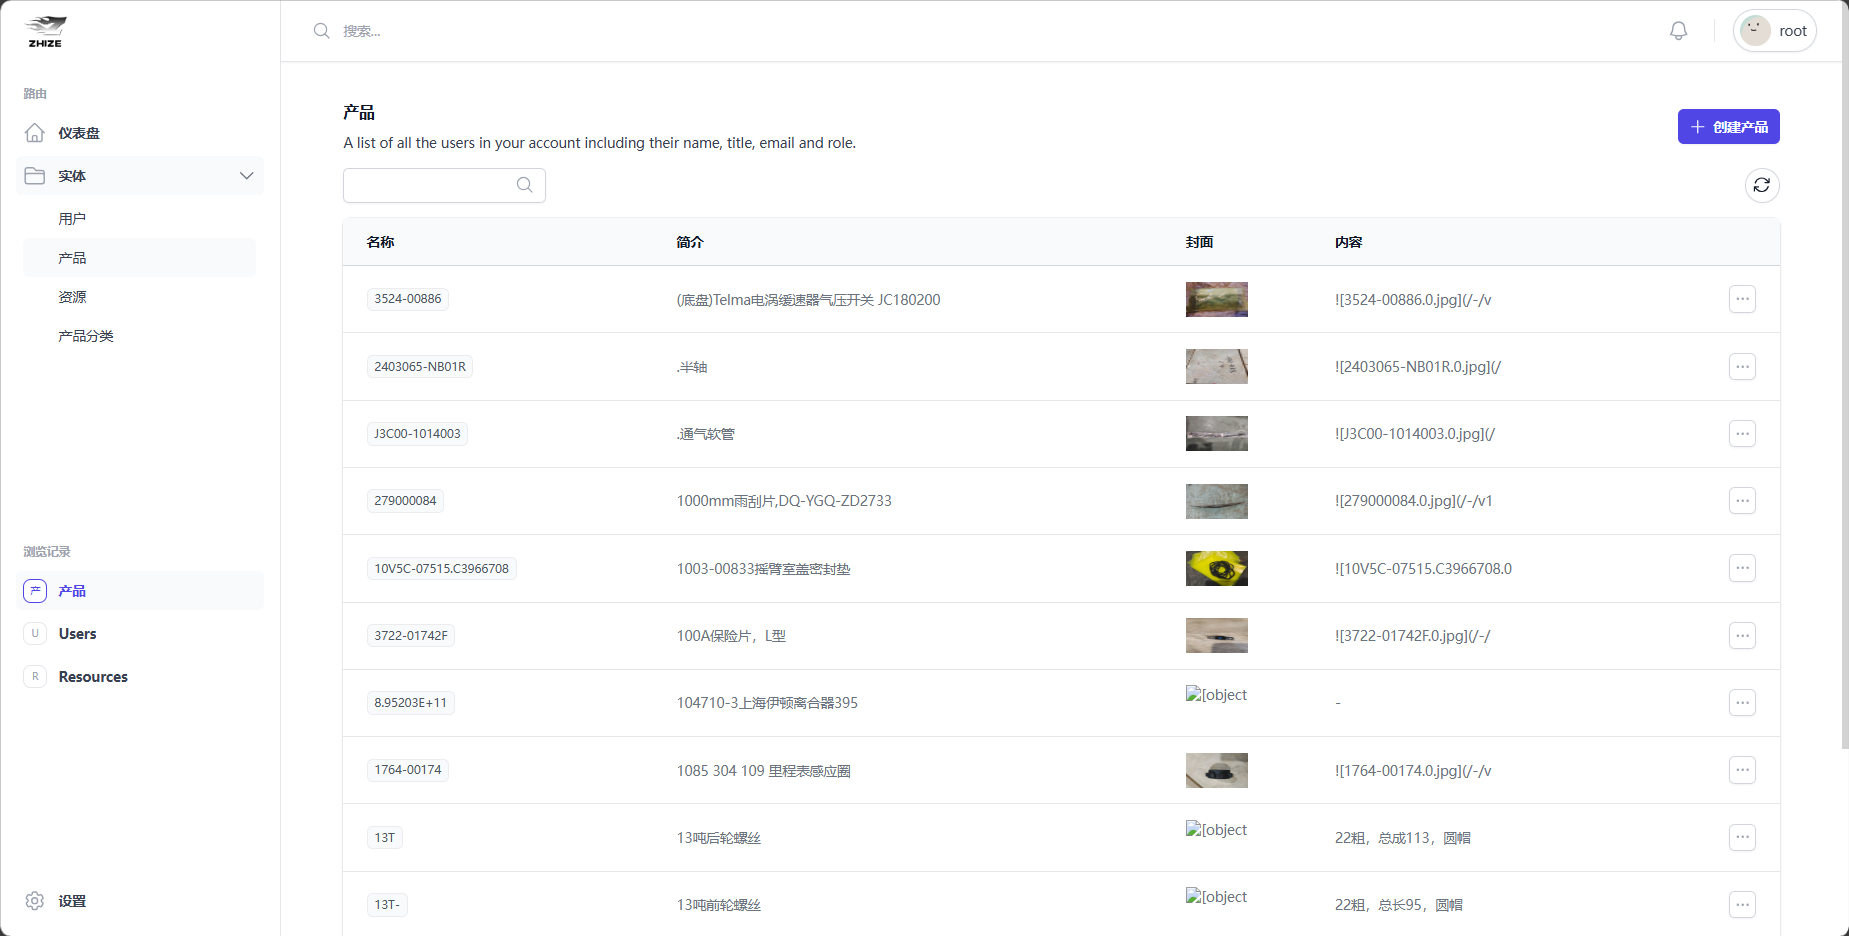 ZHIZE
搜索...
root
路由
仪表盘
实体
用户
产品
资源
产品分类
浏览记录
产 产品
U Users
R Resources
设置
产品
A list of all the users in your account including their name, title, email and role.
创建产品
名称 简介 封面 内容
3524-00886 (底盘)Telma电涡缓速器气压开关 JC180200 ![3524-00886.0.jpg](/-/v
2403065-NB01R .半轴 ![2403065-NB01R.0.jpg](/
J3C00-1014003 .通气软管 ![J3C00-1014003.0.jpg](/
279000084 1000mm雨刮片,DQ-YGQ-ZD2733 ![279000084.0.jpg](/-/v1
10V5C-07515.C3966708 1003-00833摇臂室盖密封垫 ![10V5C-07515.C3966708.0
3722-01742F 100A保险片，L型 ![3722-01742F.0.jpg](/-/
8.95203E+11 104710-3上海伊顿离合器395 [object -
1764-00174 1085 304 109 里程表感应圈 ![1764-00174.0.jpg](/-/v
13T 13吨后轮螺丝 [object 22粗，总成113，圆帽
13T- 13吨前轮螺丝 [object 22粗，总长95，圆帽